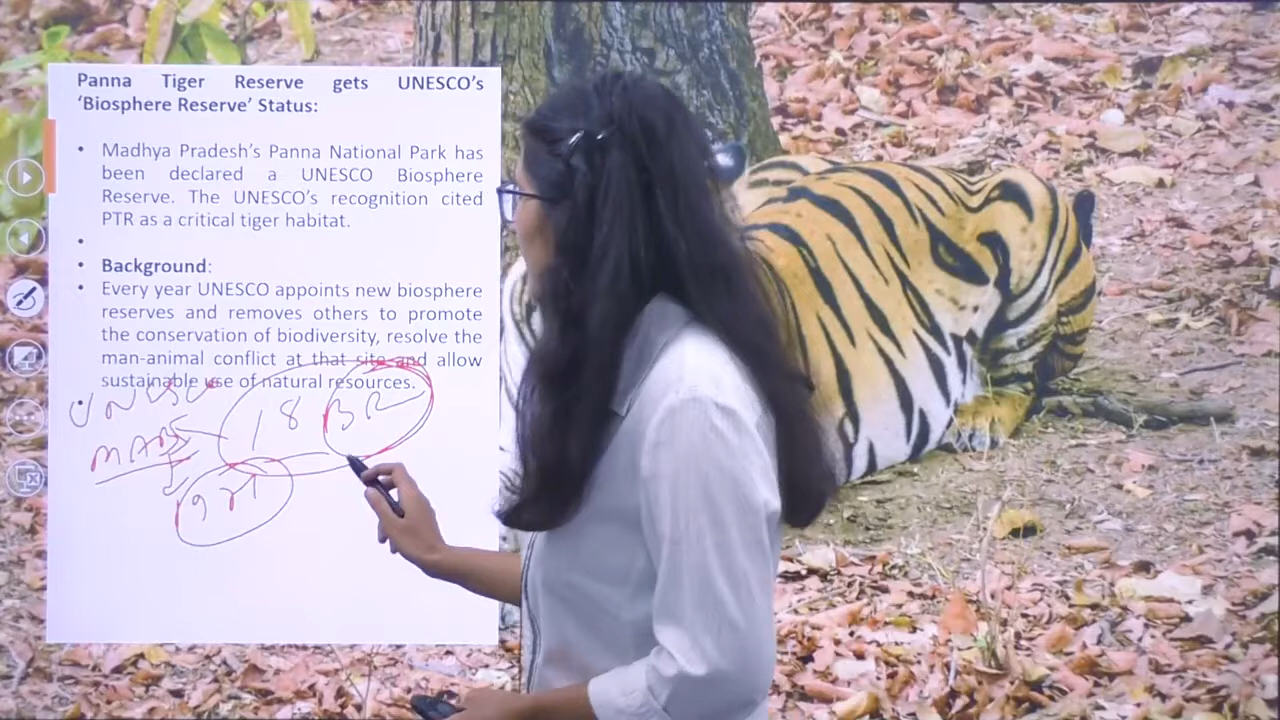 Panna Tiger Reserve gets UNESCO's
'Biosphere Reserve' Status:
• Madhya Pradesh's Panna National Park has
been declared a UNESCO Biosphere
Reserve. The UNESCO's recognition cited
PTR as a critical tiger habitat.
•
• Background:
• Every year UNESCO appoints new biosphere
reserves and removes others to promote
the conservation of biodiversity, resolve the
man-animal conflict at that site and allow
sustainable use of natural resources.
UNESCO
MAB 18 BR